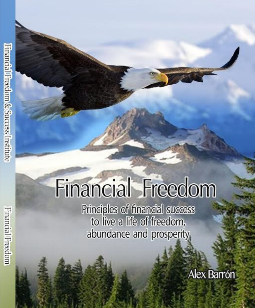 Financial Freedom & Success Institute
Financial Freedom
Financial Freedom
Principles of financial success
to live a life of freedom,
abundance and prosperity
Alex Barrón